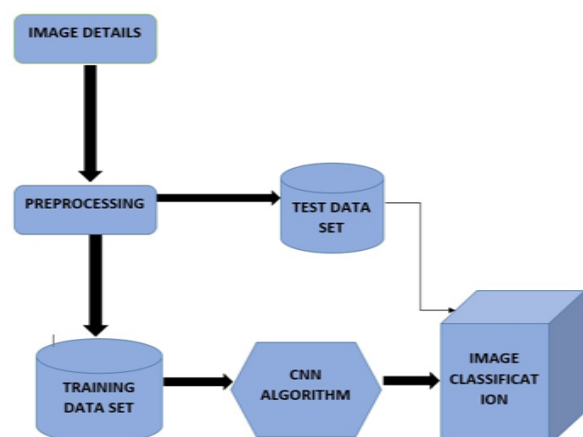 IMAGE DETAILS
PREPROCESSING
TEST DATA
SET
TRAINING
DATA SET
CNN
ALGORITHM
IMAGE
CLASSIFICAT
ION